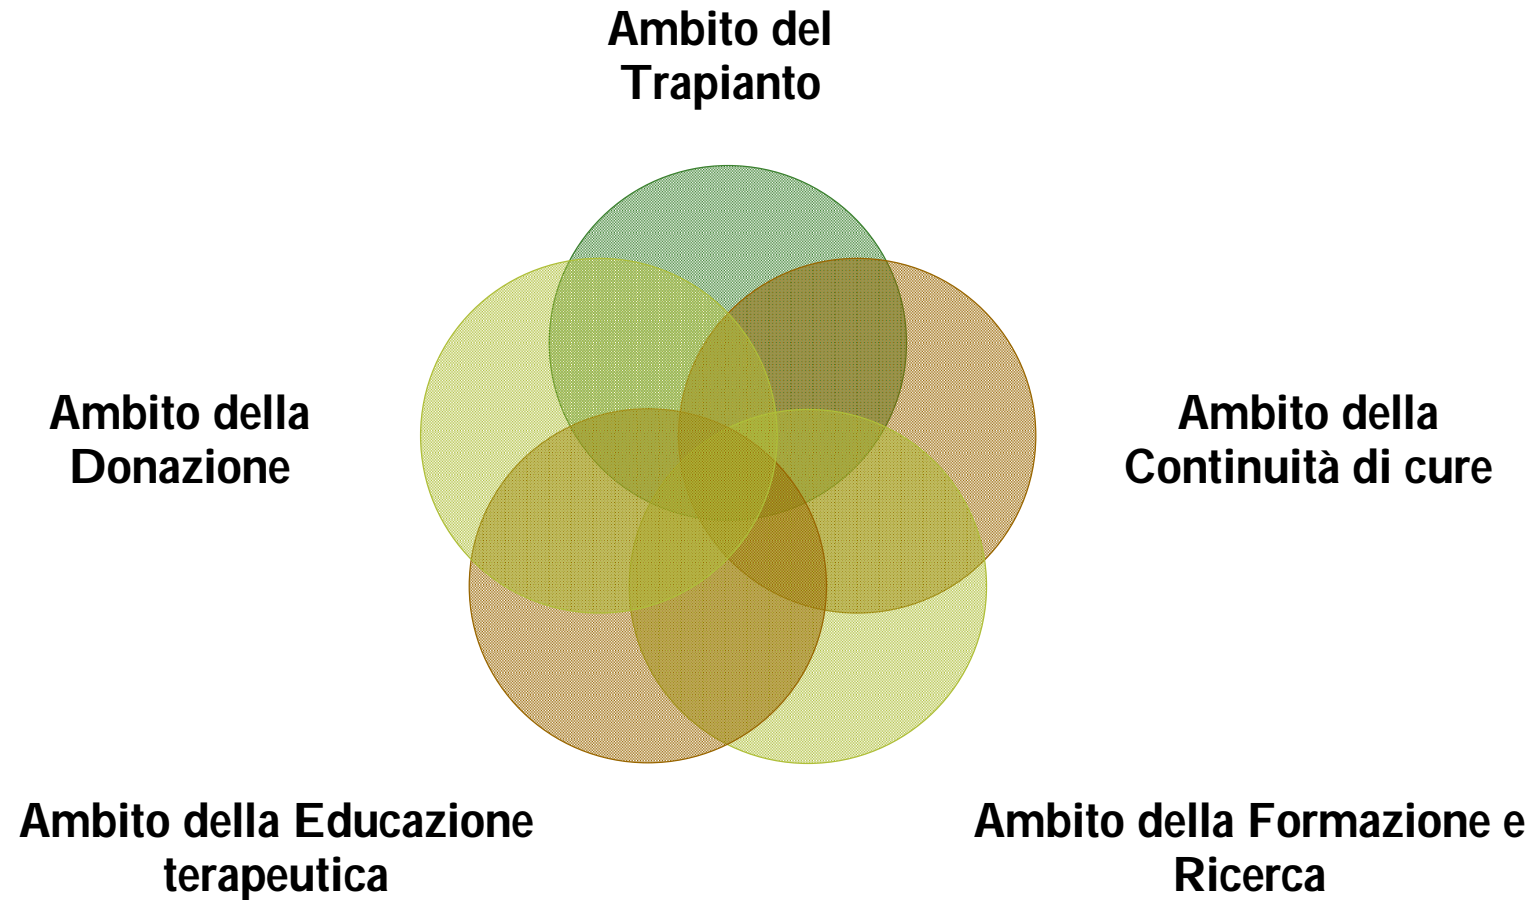 Ambito del
Trapianto
Ambito della
Donazione
Ambito della
Continuità di cure
Ambito della Educazione
terapeutica
Ambito della Formazione e
Ricerca